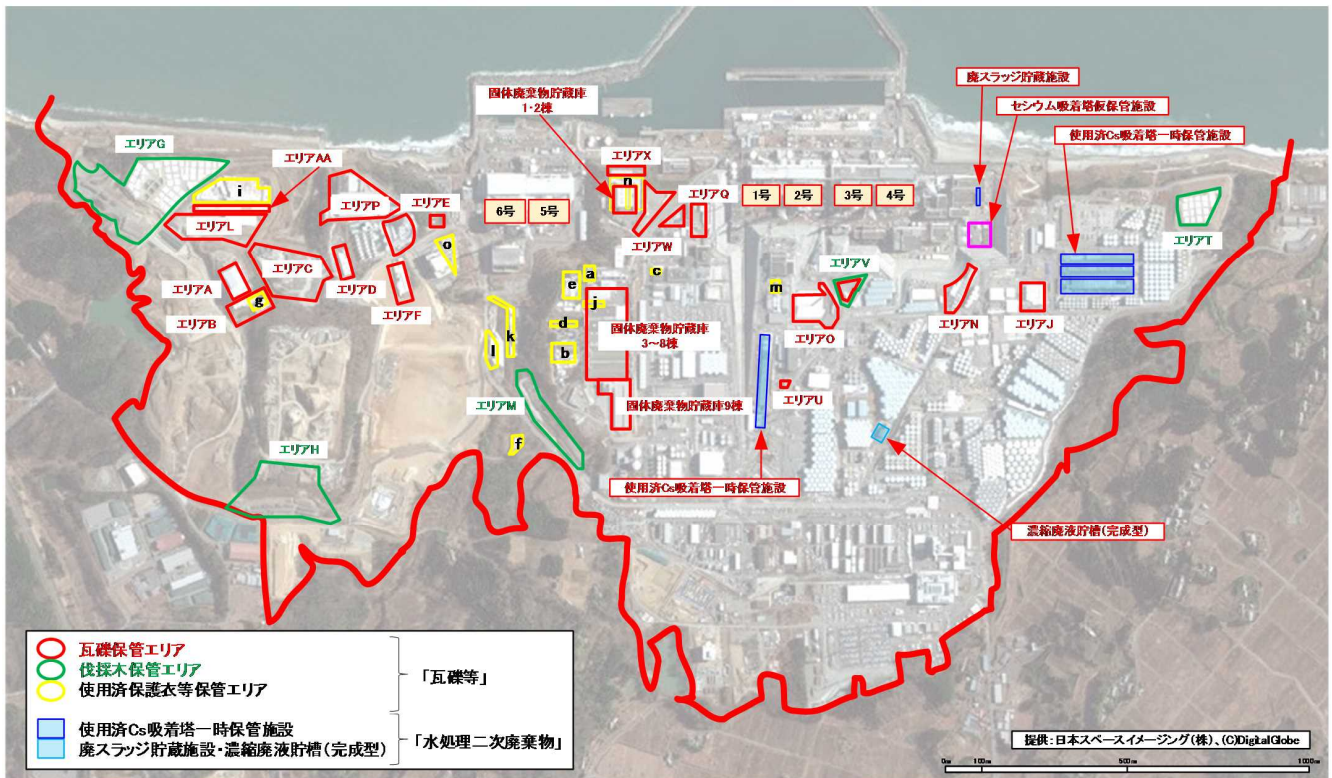 廃スラッジ貯蔵施設
固体廃棄物貯蔵庫
1・2棟
セシウム吸着塔仮保管施設
使用済Cs吸着塔一時保管施設
エリアG
エリアAA
エリアX
i
n
エリアP
エリアE
エリアQ
6号
5号
1号
2号
3号
4号
エリアL
エリアT
エリアW
o
エリアC
エリアV
エリアA
エリアD
a
c
e
m
g
エリアB
エリアF
j
エリアN
エリアJ
エリアO
d
固体廃棄物貯蔵庫
3~8棟
k
l
b
エリアU
エリアM
固体廃棄物貯蔵庫9棟
f
エリアH
使用済Cs吸着塔一時保管施設
濃縮廃液貯槽(完成型)
瓦礫保管エリア
伐採木保管エリア
使用済保護衣等保管エリア
「瓦礫等」
使用済Cs吸着塔一時保管施設
廃スラッジ貯蔵施設・濃縮廃液貯槽(完成型)
「水処理二次廃棄物」
提供:日本スペースイメージング(株)、(C)DigitalGlobe
0m 100m 500m 1000m